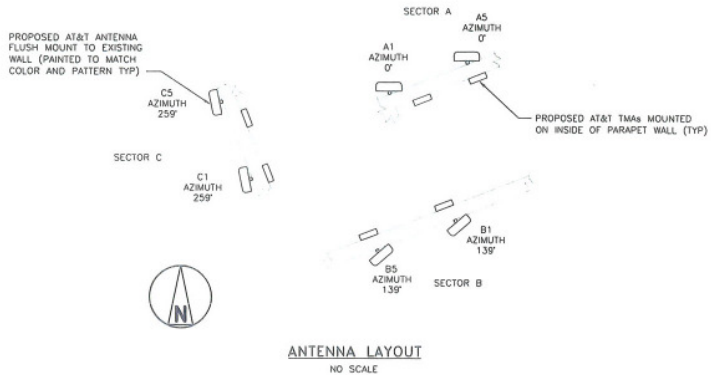 SECTOR A
A5
AZIMUTH
0°
A1
AZIMUTH
0°
PROPOSED AT&T ANTENNA
FLUSH MOUNT TO EXISTING
WALL (PAINTED TO MATCH
COLOR AND PATTERN TYP)
C5
AZIMUTH
259°
PROPOSED AT&T TMAs MOUNTED
ON INSIDE OF PARAPET WALL (TYP)
SECTOR C
C1
AZIMUTH
259°
B1
AZIMUTH
139°
B5
AZIMUTH
139°
SECTOR B
N
ANTENNA LAYOUT
NO SCALE